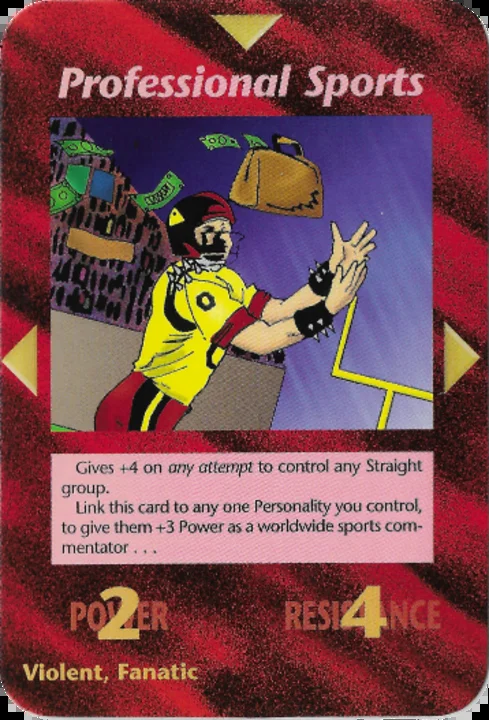 Professional Sports
Gives +4 on any attempt to control any Straight
group.
Link this card to any one Personality you control,
to give them +3 Power as a worldwide sports com-
mentator . . .
POWER 2
RESISTANCE 4
Violent, Fanatic